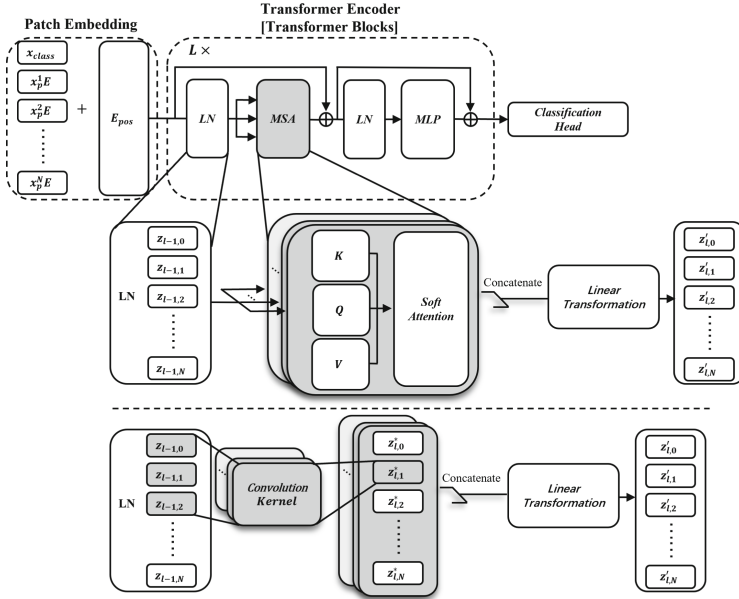 Patch Embedding
Transformer Encoder
[Transformer Blocks]
L ×
x_class
x_p^1 E
x_p^2 E
x_p^N E
+
E_pos
LN
MSA
LN
MLP
Classification
Head
LN
z_{l−1,0}
z_{l−1,1}
z_{l−1,2}
z_{l−1,N}
K
Q
V
Soft
Attention
Concatenate
Linear
Transformation
z'_{l,0}
z'_{l,1}
z'_{l,2}
z'_{l,N}
LN
z_{l−1,0}
z_{l−1,1}
z_{l−1,2}
z_{l−1,N}
Convolution
Kernel
z*_{l,0}
z*_{l,1}
z*_{l,2}
z*_{l,N}
Concatenate
Linear
Transformation
z'_{l,0}
z'_{l,1}
z'_{l,2}
z'_{l,N}